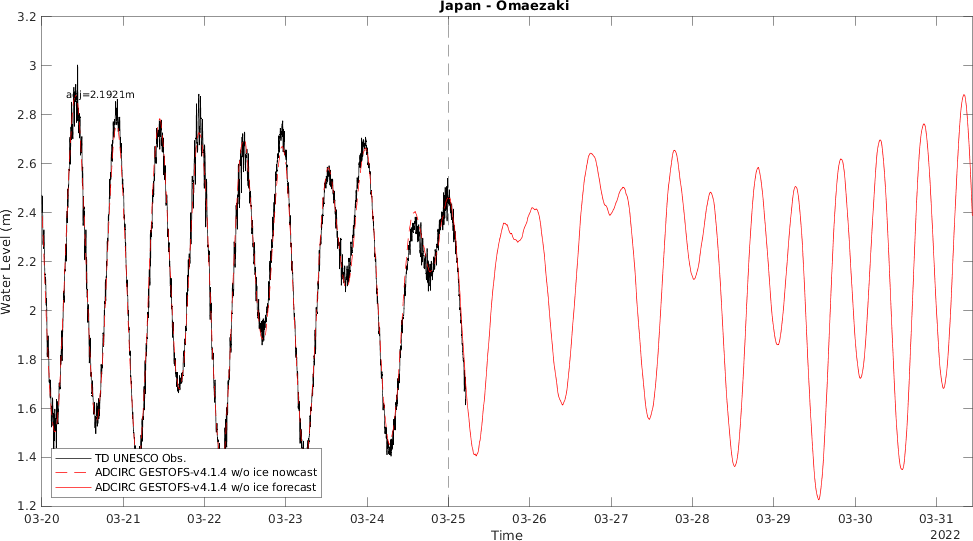 Japan - Omaezaki
3.2
3
2.8
2.6
2.4
2.2
2
1.8
1.6
1.4
1.2
Water Level (m)
adj=2.1921m
TD UNESCO Obs.
ADCIRC GESTOFS-v4.1.4 w/o ice nowcast
ADCIRC GESTOFS-v4.1.4 w/o ice forecast
03-20 03-21 03-22 03-23 03-24 03-25 03-26 03-27 03-28 03-29 03-30 03-31
Time
2022